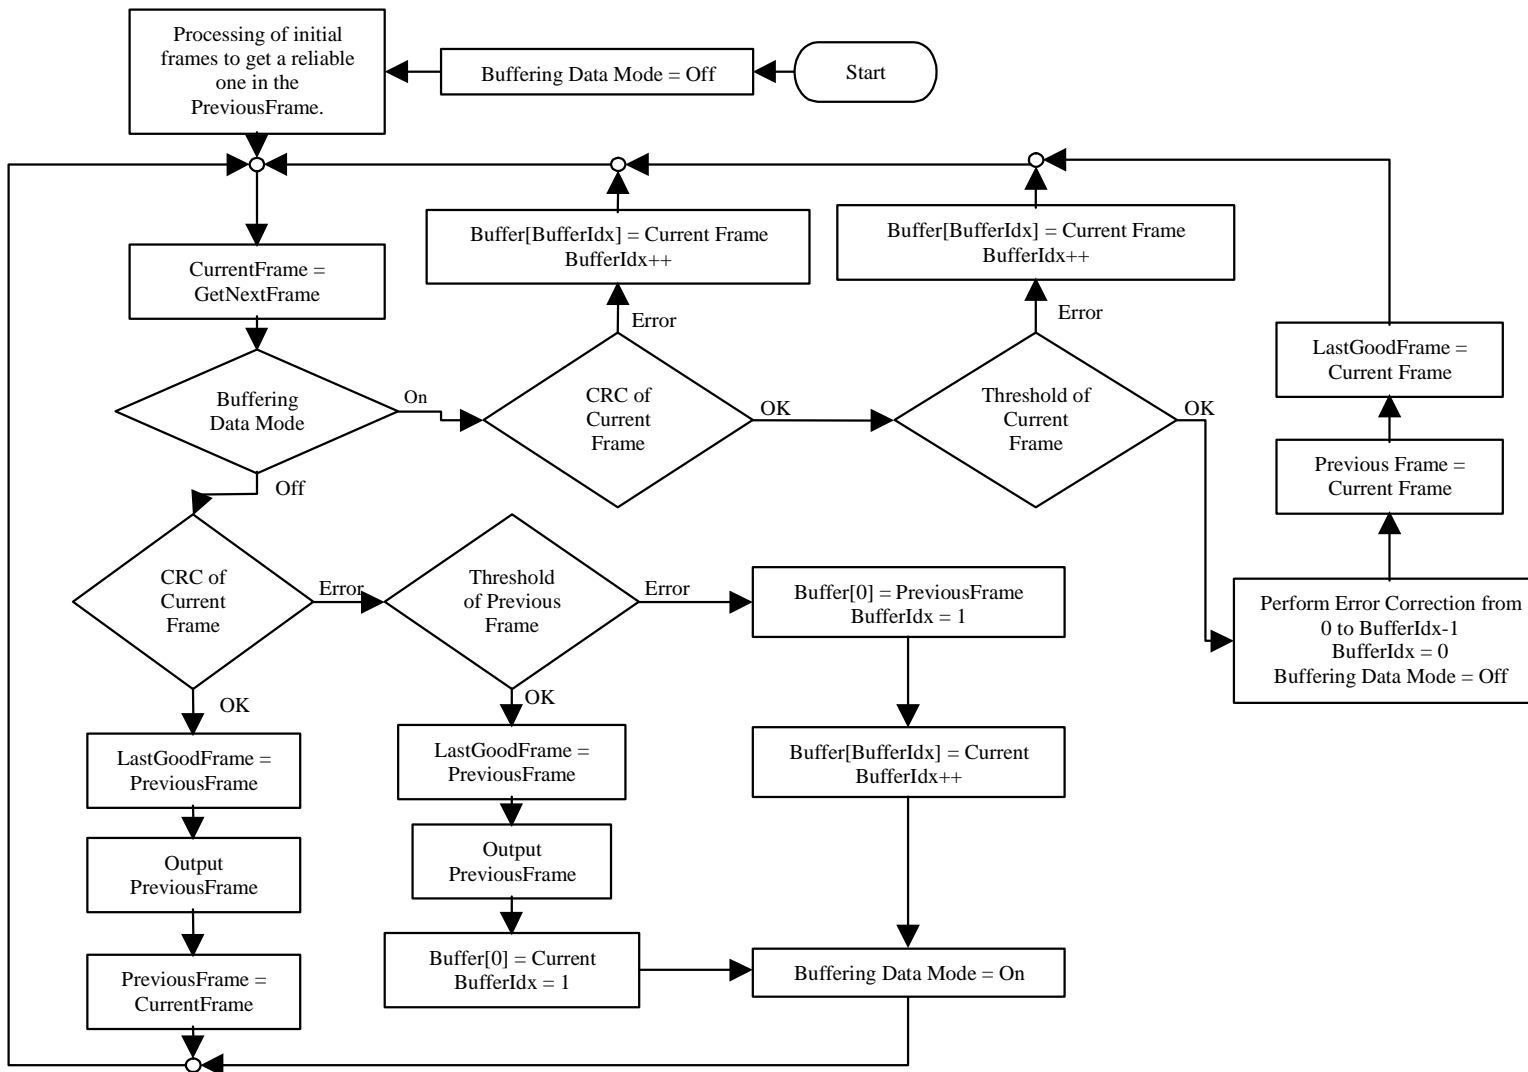 Processing of initial
frames to get a reliable
one in the
PreviousFrame.
Buffering Data Mode = Off
Start
Buffer[BufferIdx] = Current Frame
BufferIdx++
Buffer[BufferIdx] = Current Frame
BufferIdx++
CurrentFrame =
GetNextFrame
Error
Error
LastGoodFrame =
Current Frame
Buffering
Data Mode
On
CRC of
Current
Frame
OK
Threshold of
Current
Frame
OK
Previous Frame =
Current Frame
Off
CRC of
Current
Frame
Error
Threshold
of Previous
Frame
Error
Buffer[0] = PreviousFrame
BufferIdx = 1
Perform Error Correction from
0 to BufferIdx-1
BufferIdx = 0
Buffering Data Mode = Off
OK
OK
LastGoodFrame =
PreviousFrame
LastGoodFrame =
PreviousFrame
Buffer[BufferIdx] = Current
BufferIdx++
Output
PreviousFrame
Output
PreviousFrame
PreviousFrame =
CurrentFrame
Buffer[0] = Current
BufferIdx = 1
Buffering Data Mode = On